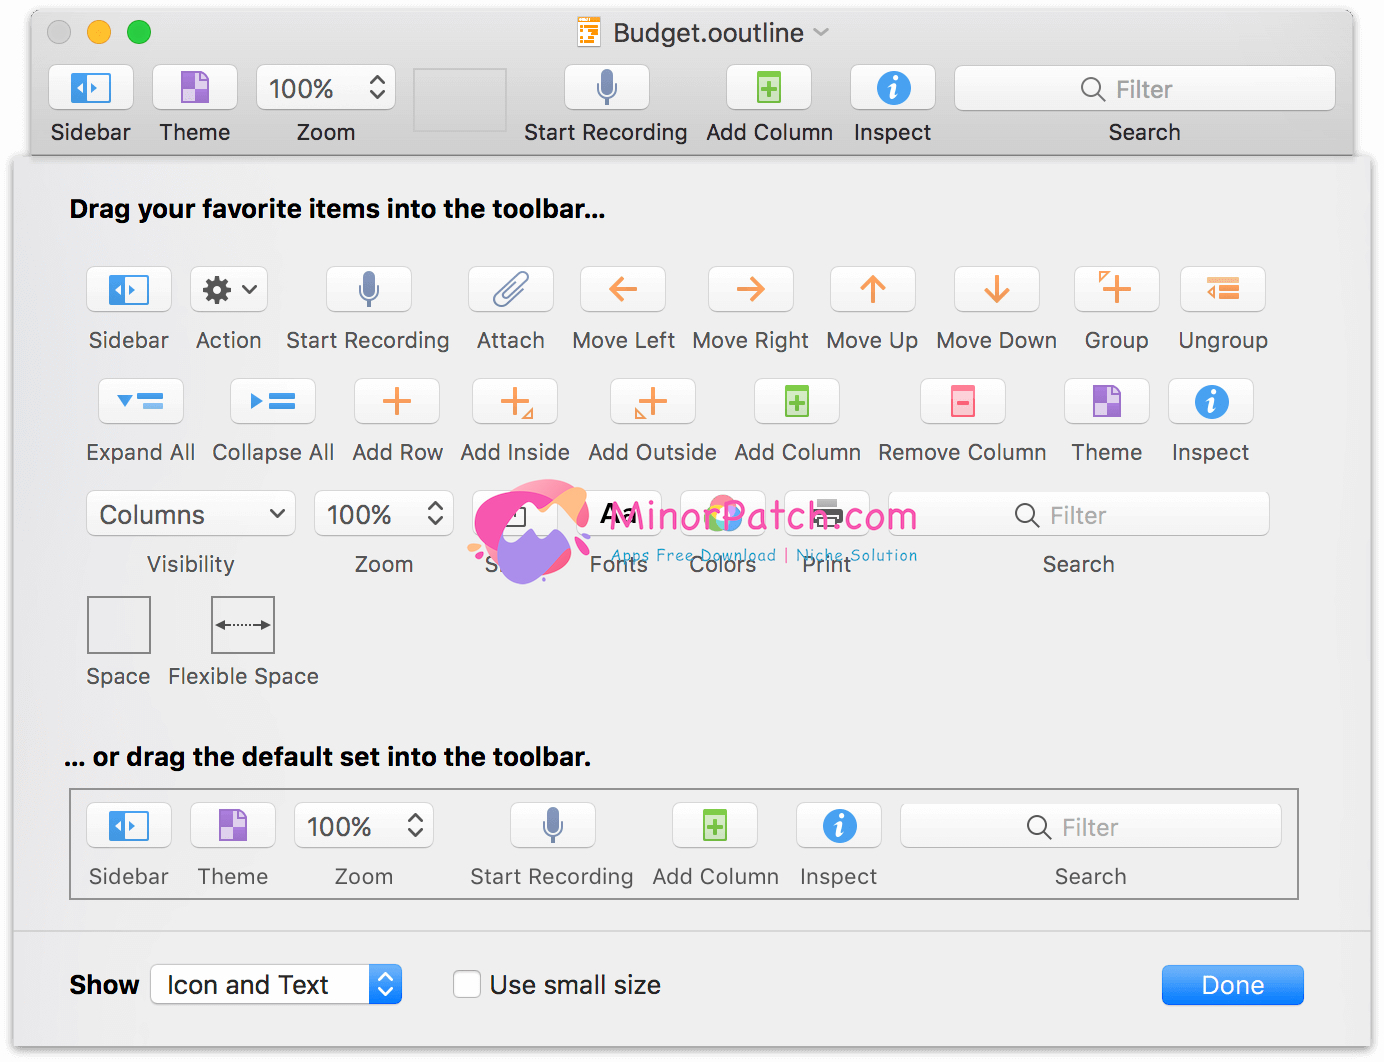 Budget.ooutline
100% Filter
Sidebar Theme Zoom Start Recording Add Column Inspect Search
Drag your favorite items into the toolbar...
Sidebar Action Start Recording Attach Move Left Move Right Move Up Move Down Group Ungroup
Expand All Collapse All Add Row Add Inside Add Outside Add Column Remove Column Theme Inspect
Columns 100% Aa Filter
MinorPatch.com
Apps Free Download | Niche Solution
Visibility Zoom Fonts Colors Print Search
Space Flexible Space
... or drag the default set into the toolbar.
100% Filter
Sidebar Theme Zoom Start Recording Add Column Inspect Search
Show Icon and Text Use small size Done